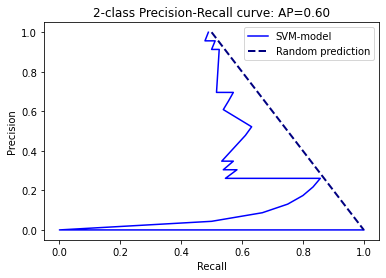 2-class Precision-Recall curve: AP=0.60
SVM-model
Random prediction
Precision
1.0
0.8
0.6
0.4
0.2
0.0
0.0 0.2 0.4 0.6 0.8 1.0
Recall